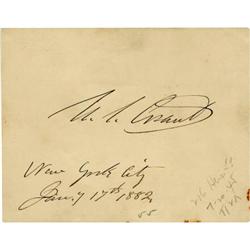 U. S. Grant
New York City
Jany 17th 1882